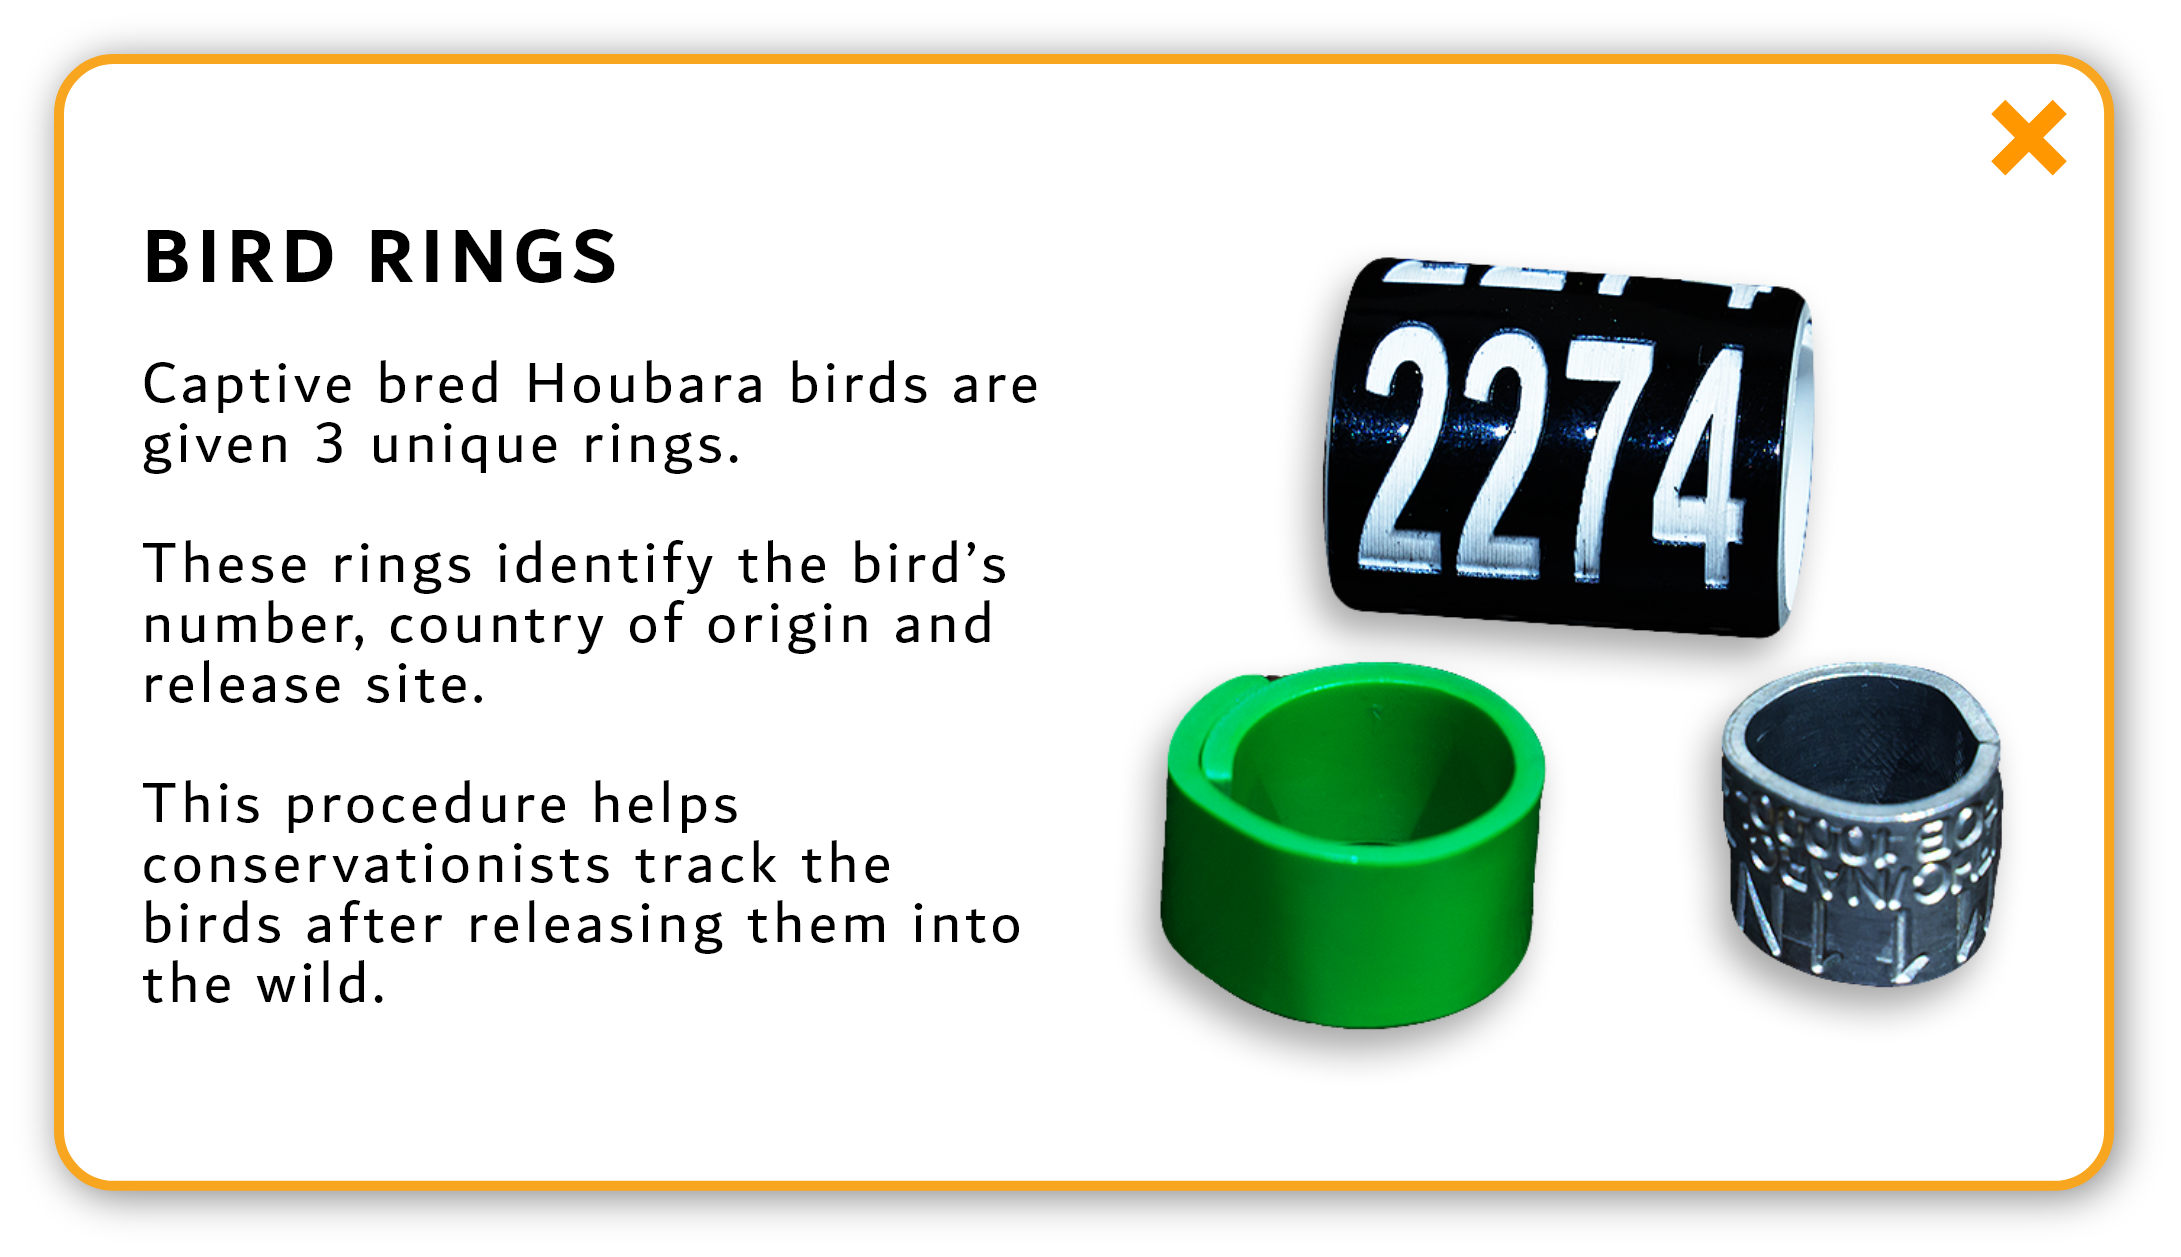 BIRD RINGS
Captive bred Houbara birds are
given 3 unique rings.
These rings identify the bird’s
number, country of origin and
release site.
This procedure helps
conservationists track the
birds after releasing them into
the wild.
2274